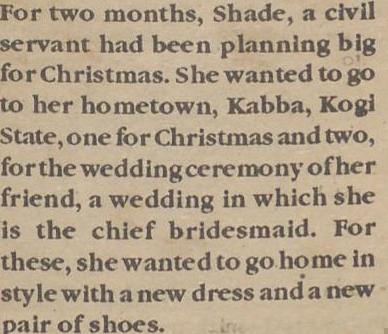 For two months, Shade, a civil
servant had been planning big
for Christmas. She wanted to go
to her hometown, Kabba, Kogi
State, one for Christmas and two,
for the wedding ceremony of her
friend, a wedding in which she
is the chief bridesmaid. For
these, she wanted to go home in
style with a new dress and a new
pair of shoes.